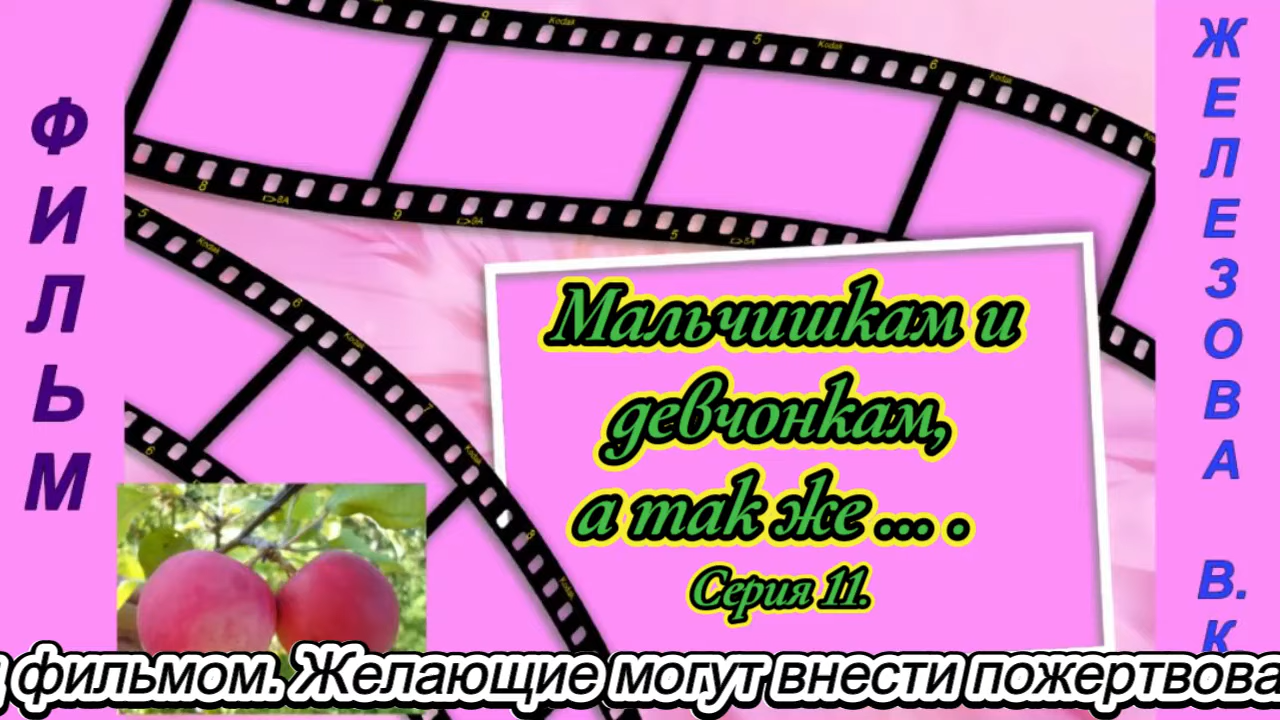 ФИЛЬМ
ЖЕЛЕЗОВА В.К
Мальчишкам и
девчонкам,
а так же ... .
Серия 11.
фильмом. Желающие могут внести пожертвова